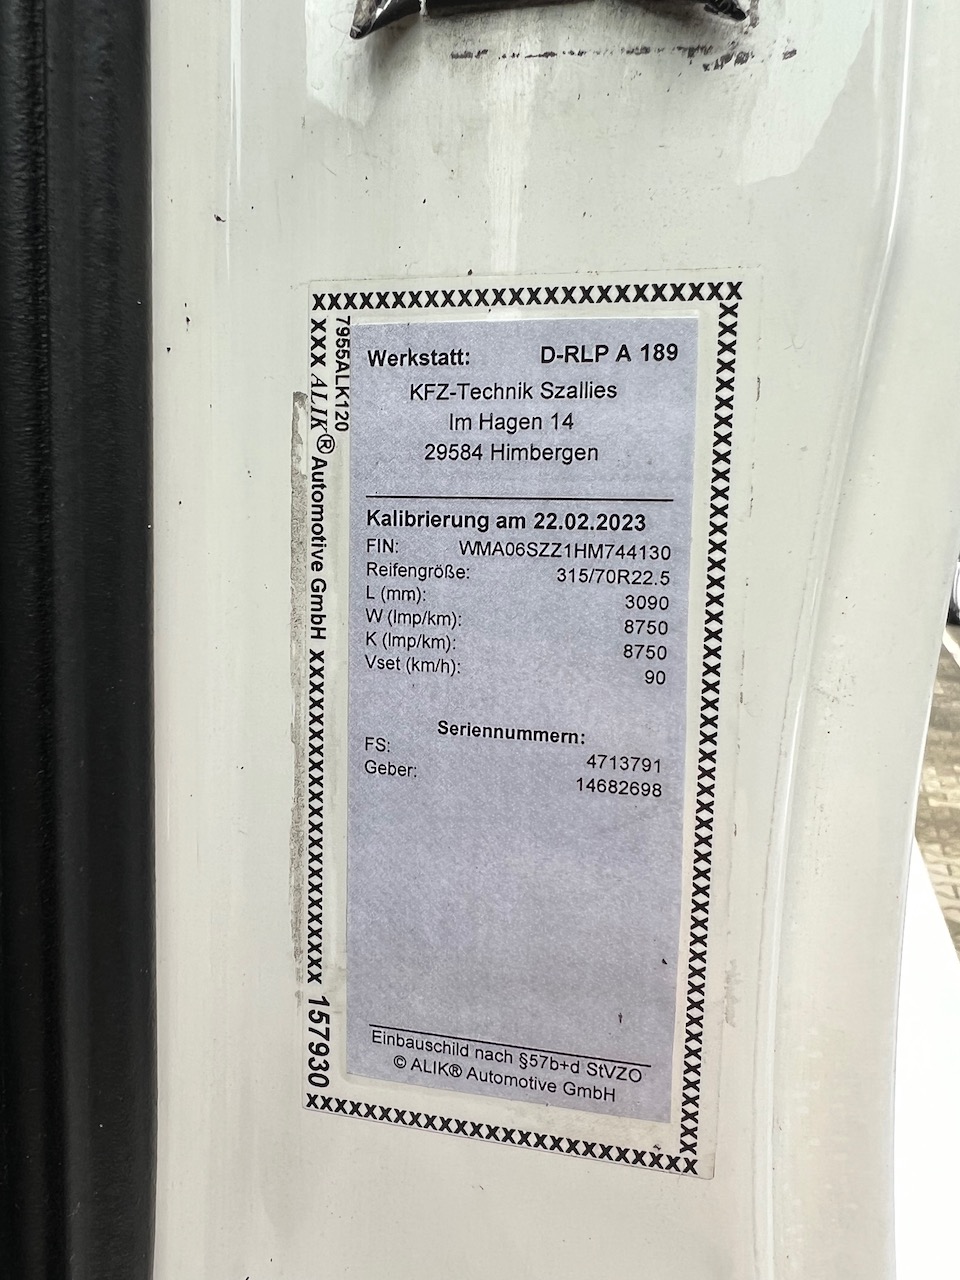 XXXXXXXXXXXXXXXXXXXXXXXXXXX
7955ALK120
XXX ALIK® Automotive GmbH XXXXXXXXXXXXXXXXXXXXXXXXX 157930
Werkstatt: D-RLP A 189
KFZ-Technik Szallies
Im Hagen 14
29584 Himbergen
Kalibrierung am 22.02.2023
FIN: WMA06SZZ1HM744130
Reifengröße: 315/70R22.5
L (mm): 3090
W (Imp/km): 8750
K (Imp/km): 8750
Vset (km/h): 90
Seriennummern:
FS: 4713791
Geber: 14682698
Einbauschild nach §57b+d StVZO
© ALIK® Automotive GmbH